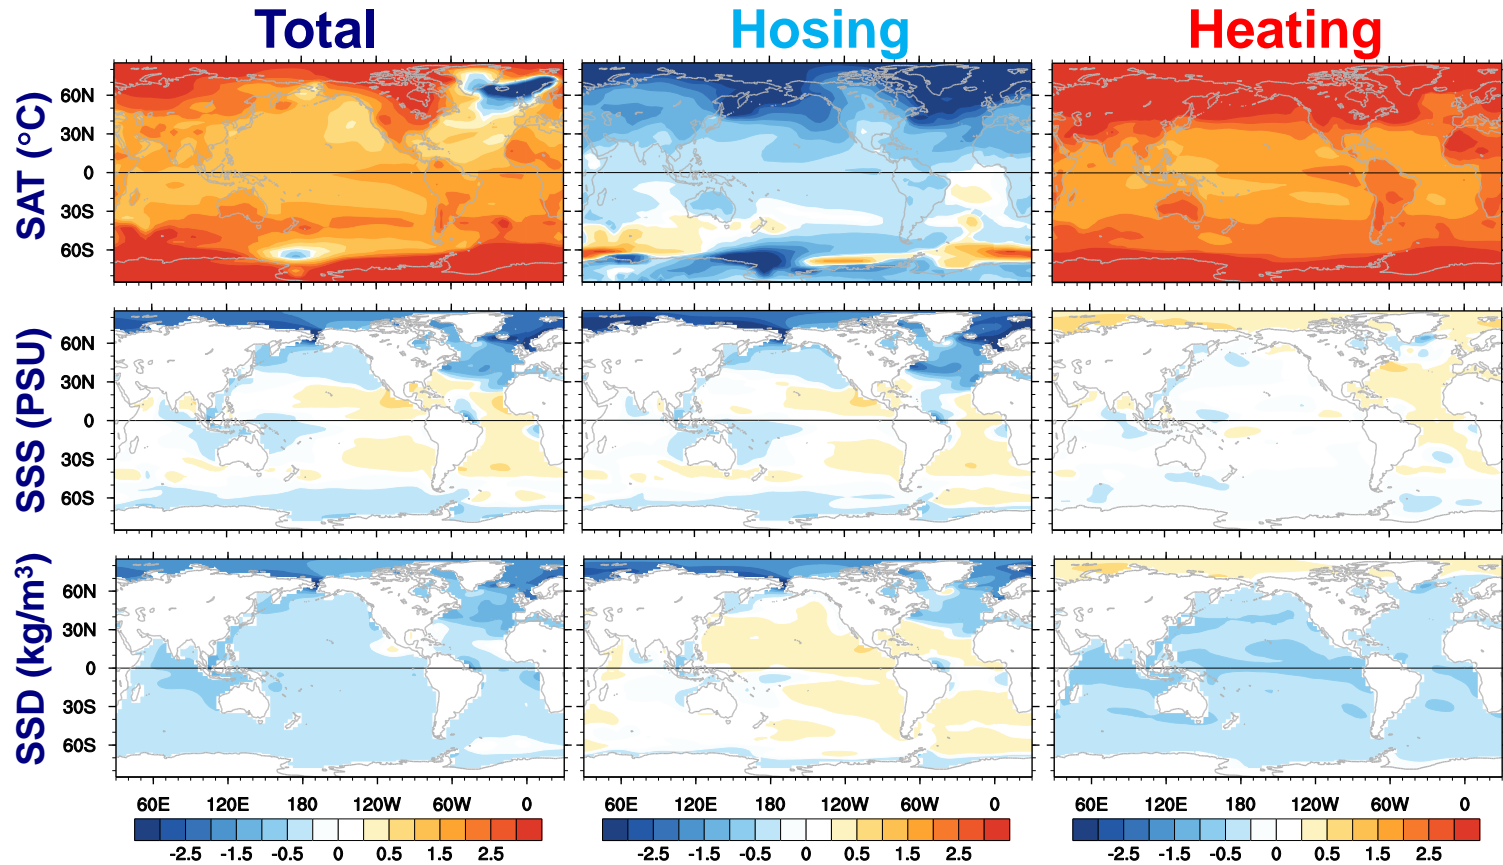 Total Hosing Heating
SAT (°C)
60N
30N
0
30S
60S
SSS (PSU)
60N
30N
0
30S
60S
SSD (kg/m³)
60N
30N
0
30S
60S
60E 120E 180 120W 60W 0 60E 120E 180 120W 60W 0 60E 120E 180 120W 60W 0
-2.5 -1.5 -0.5 0 0.5 1.5 2.5 -2.5 -1.5 -0.5 0 0.5 1.5 2.5 -2.5 -1.5 -0.5 0 0.5 1.5 2.5